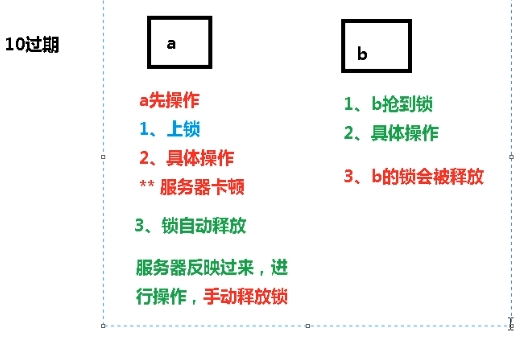 10过期
a
a先操作
1、上锁
2、具体操作
** 服务器卡顿
3、锁自动释放
服务器反映过来，进
行操作，手动释放锁
b
1、b抢到锁
2、具体操作
3、b的锁会被释放